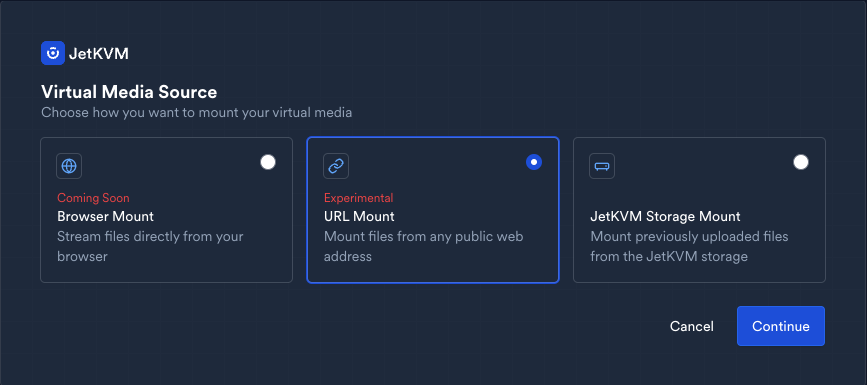 JetKVM
Virtual Media Source
Choose how you want to mount your virtual media
Coming Soon
Browser Mount
Stream files directly from your
browser
Experimental
URL Mount
Mount files from any public web
address
JetKVM Storage Mount
Mount previously uploaded files
from the JetKVM storage
Cancel
Continue